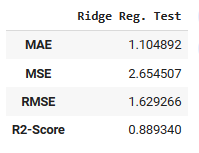 Ridge Reg. Test
MAE 1.104892
MSE 2.654507
RMSE 1.629266
R2-Score 0.889340